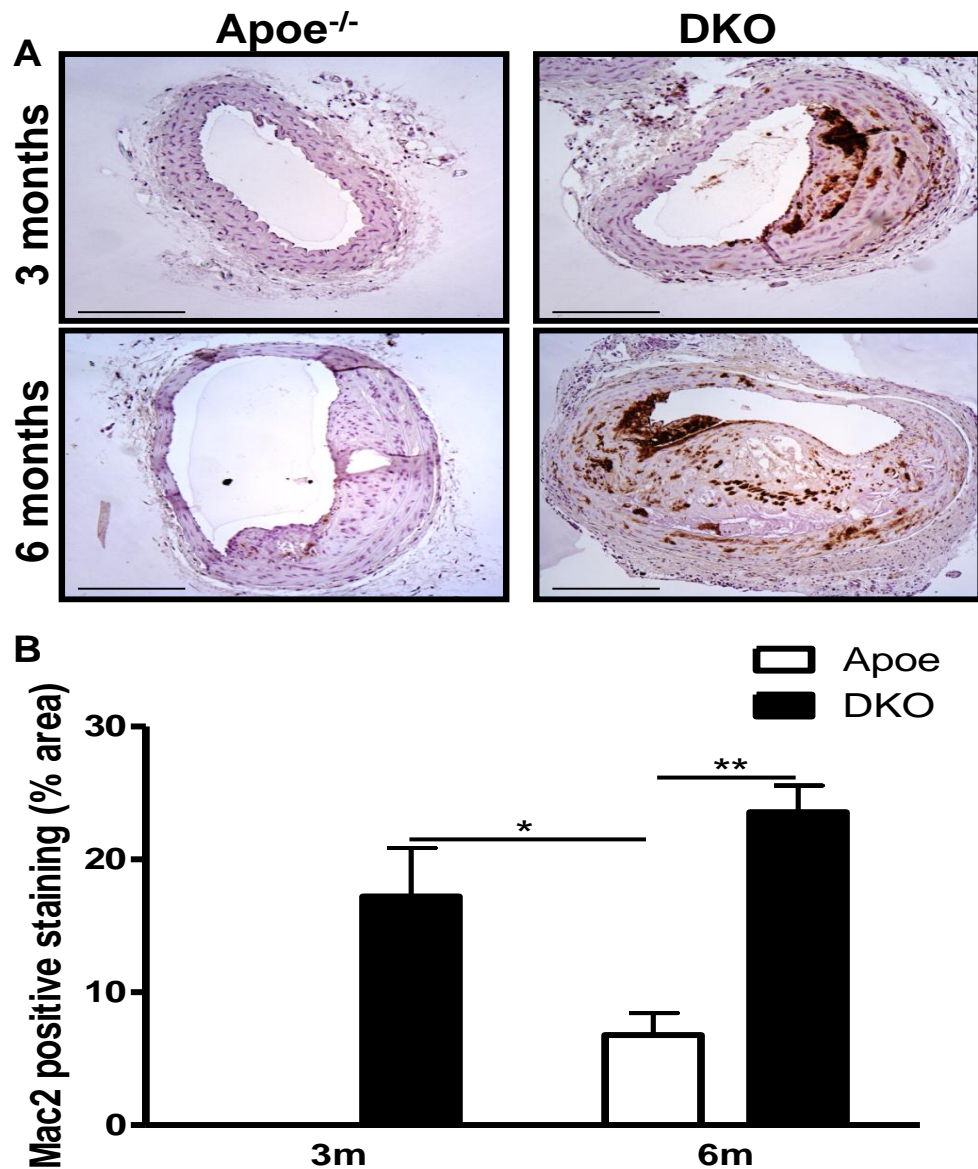 A
Apoe-/-
DKO
3 months
6 months
B
Apoe
DKO
Mac2 positive staining (% area)
30
20
10
0
*
**
3m
6m